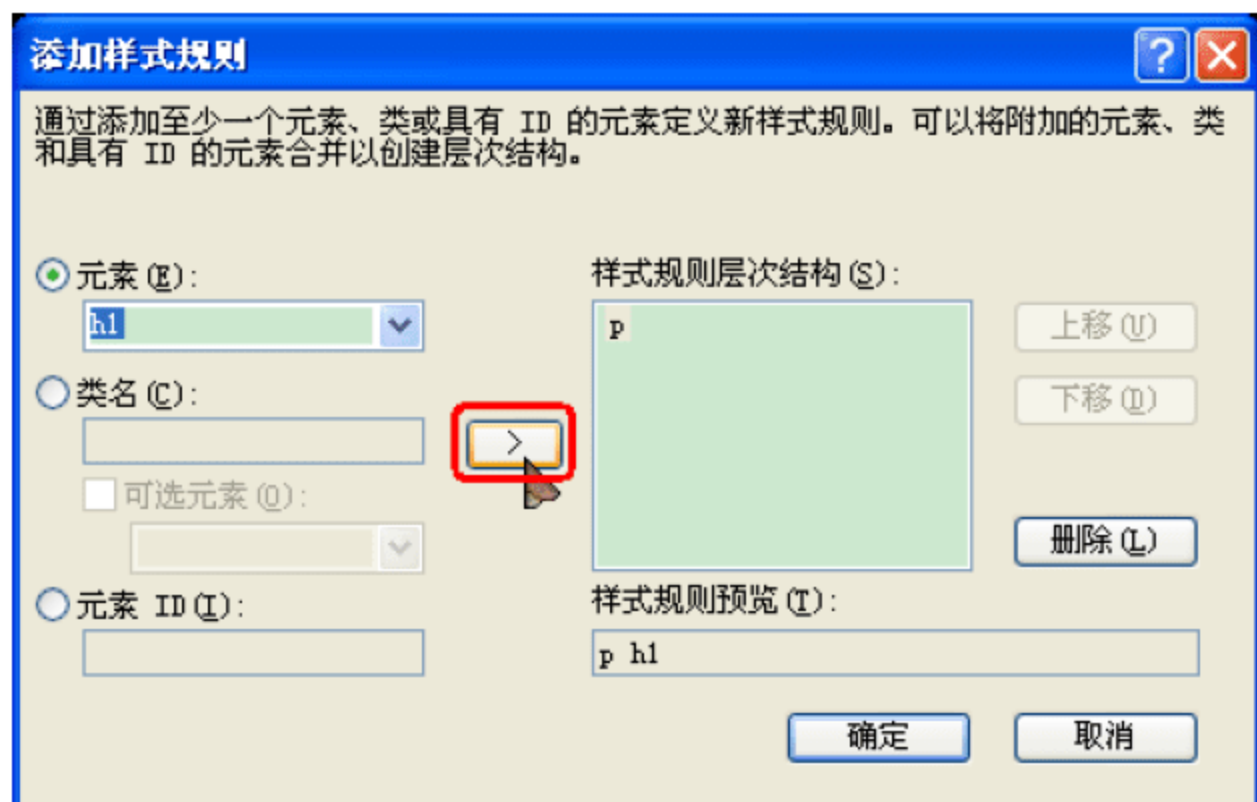 添加样式规则
通过添加至少一个元素、类或具有 ID 的元素定义新样式规则。可以将附加的元素、类
和具有 ID 的元素合并以创建层次结构。
元素(E):
样式规则层次结构(S):
h1
p
上移(U)
类名(C):
下移(D)
>
可选元素(O):
删除(L)
元素 ID(I):
样式规则预览(T):
p h1
确定
取消